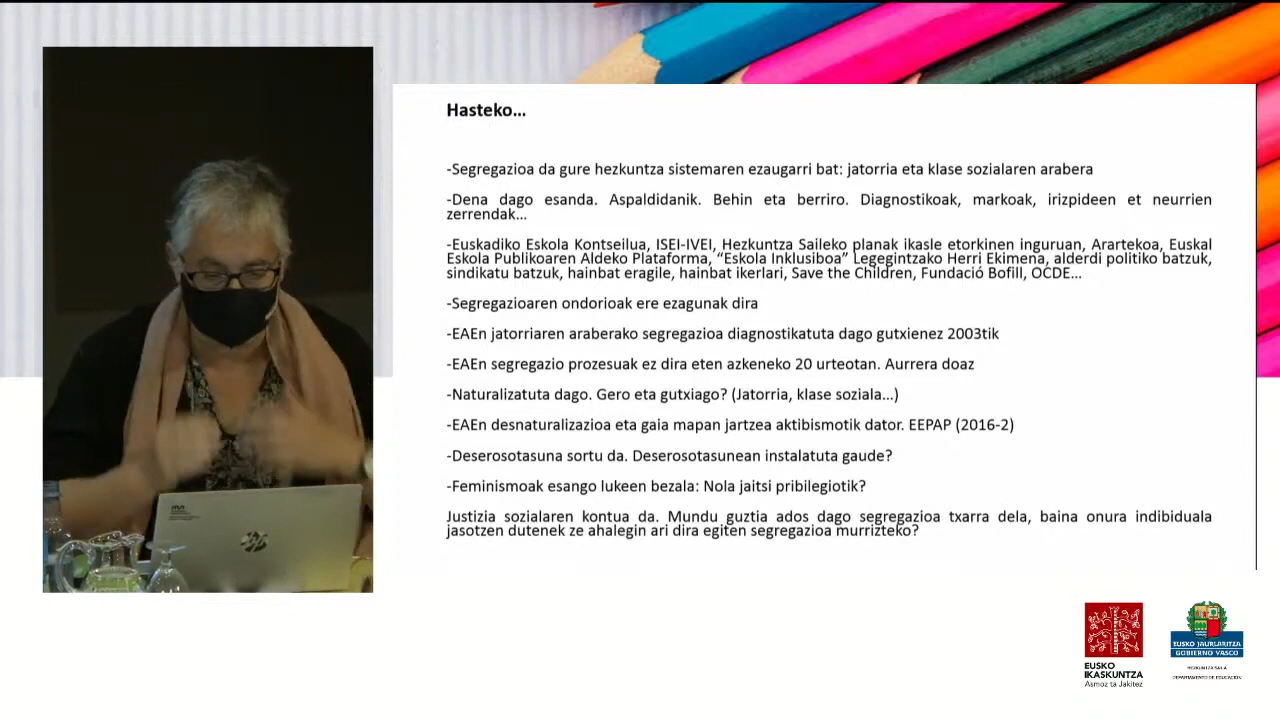 Hasteko...
-Segregazioa da gure hezkuntza sistemaren ezaugarri bat: jatorria eta klase sozialaren arabera
-Dena dago esanda. Aspaldidanik. Behin eta berriro. Diagnostikoak, markoak, irizpideen et neurrien
zerrendak...
-Euskadiko Eskola Kontseilua, ISEI-IVEI, Hezkuntza Saileko planak ikasle etorkinen inguruan, Arartekoa, Euskal
Eskola Publikoaren Aldeko Plataforma, “Eskola Inklusiboa” Legegintzako Herri Ekimena, alderdi politiko batzuk,
sindikatu batzuk, hainbat eragile, hainbat ikerlari, Save the Children, Fundació Bofill, OCDE...
-Segregazioaren ondorioak ere ezagunak dira
-EAEn jatorriaren araberako segregazioa diagnostikatuta dago gutxienez 2003tik
-EAEn segregazio prozesuak ez dira eten azkeneko 20 urteotan. Aurrera doaz
-Naturalizatuta dago. Gero eta gutxiago? (Jatorria, klase soziala...)
-EAEn desnaturalizazioa eta gaia mapan jartzea aktibismotik dator. EEPAP (2016-2)
-Deserosotasuna sortu da. Deserosotasunean instalatuta gaude?
-Feminismoak esango lukeen bezala: Nola jaitsi pribilegiotik?
Justizia sozialaren kontua da. Mundu guztia ados dago segregazioa txarra dela, baina onura indibiduala
jasotzen dutenek ze ahalegin ari dira egiten segregazioa murrizteko?
EUSKO
IKASKUNTZA
Asmoz ta Jakitez
EUSKO JAURLARITZA
GOBIERNO VASCO
HEZKUNTZA SAILA
DEPARTAMENTO DE EDUCACIÓN
hp